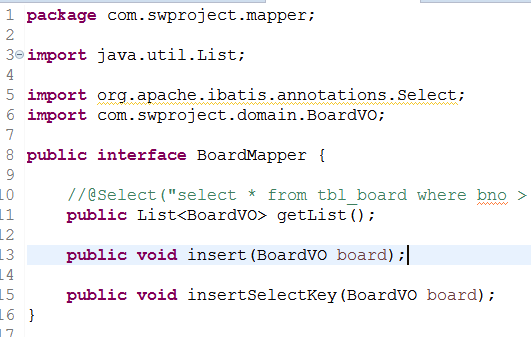 1 package com.swproject.mapper;
2
3 import java.util.List;
4
5 import org.apache.ibatis.annotations.Select;
6 import com.swproject.domain.BoardVO;
7
8 public interface BoardMapper {
9
10 //@Select("select * from tbl_board where bno >
11 public List<BoardVO> getList();
12
13 public void insert(BoardVO board);
14
15 public void insertSelectKey(BoardVO board);
16 }
17